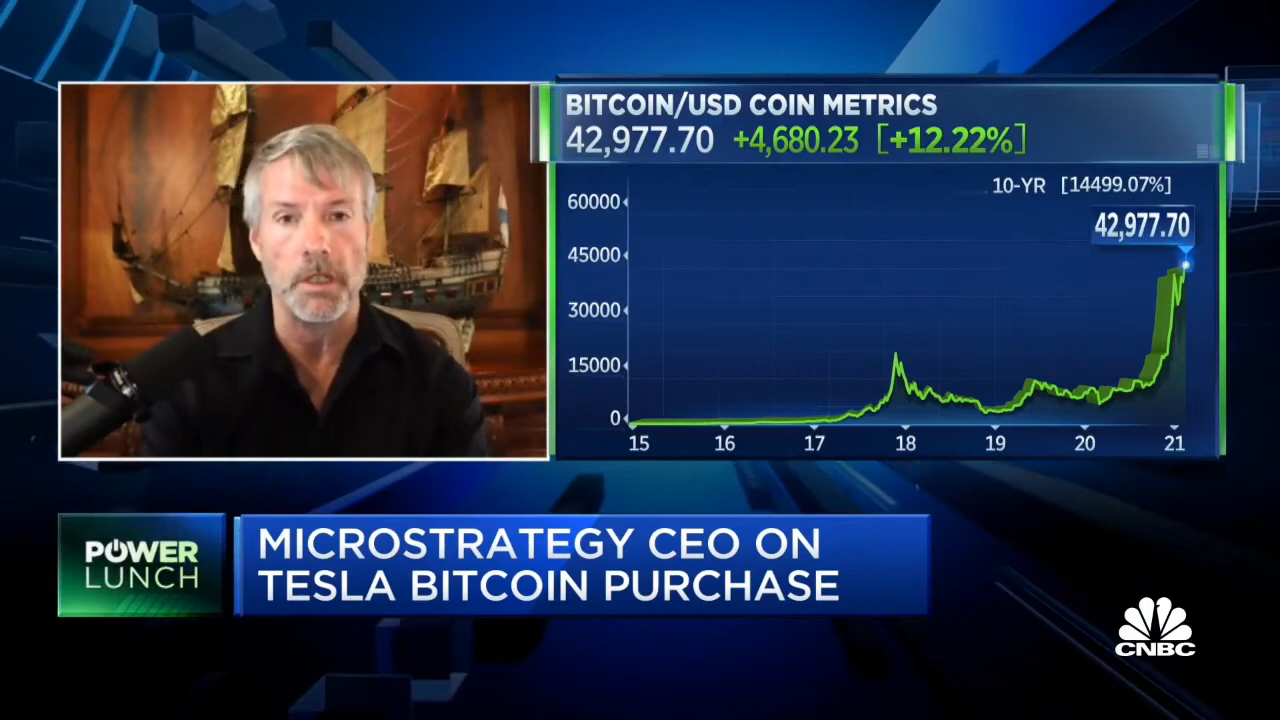 BITCOIN/USD COIN METRICS
42,977.70 +4,680.23 [+12.22%]
10-YR [14499.07%]
42,977.70
60000
45000
30000
15000
0
15 16 17 18 19 20 21
POWER
LUNCH
MICROSTRATEGY CEO ON
TESLA BITCOIN PURCHASE
CNBC